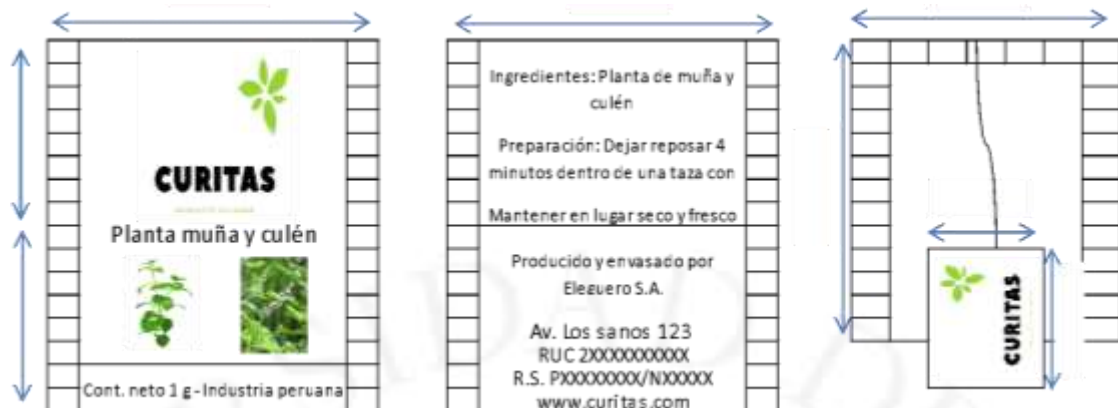 CURITAS
Planta muña y culén
Cont. neto 1 g - Industria peruana
Ingredientes: Planta de muña y
culén
Preparación: Dejar reposar 4
minutos dentro de una taza con
Mantener en lugar seco y fresco
Producido y envasado por
Eleguero S.A.
Av. Los sanos 123
RUC 2XXXXXXXXXX
R.S. PXXXXXXXX/NXXXXX
www.curitas.com
CURITAS